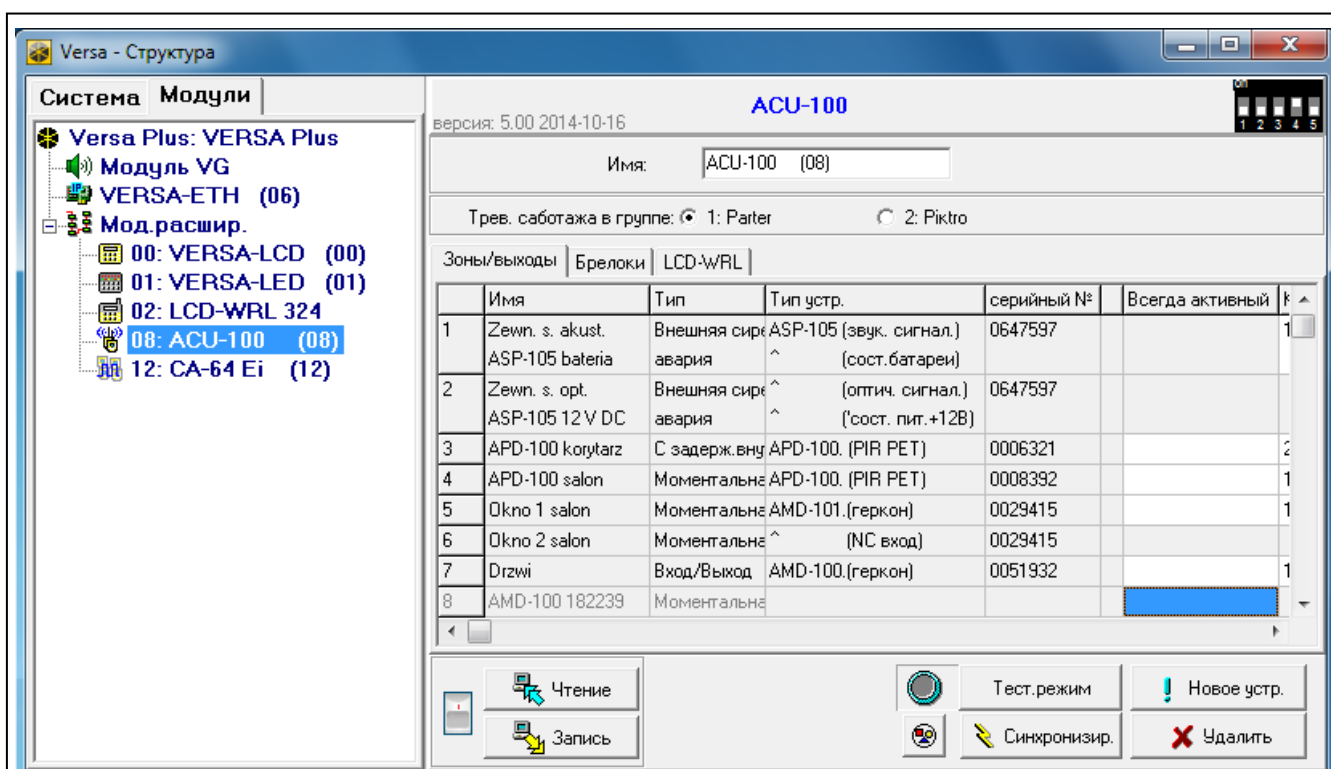 Versa - Структура
Система Модули
Versa Plus: VERSA Plus
Модуль VG
VERSA-ETH (06)
Мод.расшир.
00: VERSA-LCD (00)
01: VERSA-LED (01)
02: LCD-WRL 324
08: ACU-100 (08)
12: CA-64 Ei (12)
ACU-100
версия: 5.00 2014-10-16
On
1 2 3 4 5
Имя: ACU-100 (08)
Трев. саботажа в группе: 1: Parter 2: Piкtro
Зоны/выходы Брелоки LCD-WRL
Имя Тип Тип устр. серийный № Всегда активный
1 Zewn. s. akust. Внешняя сире ASP-105 (звук. сигнал.) 0647597 1
ASP-105 bateria авария ^ (сост.батареи)
2 Zewn. s. opt. Внешняя сире ^ (оптич. сигнал.) 0647597
ASP-105 12 V DC авария ^ ('сост. пит.+12В)
3 APD-100 korytarz С задерж.вну APD-100. (PIR PET) 0006321 2
4 APD-100 salon Моментальна APD-100. (PIR PET) 0008392 1
5 Okno 1 salon Моментальна AMD-101.(геркон) 0029415 1
6 Okno 2 salon Моментальна ^ (NC вход) 0029415
7 Drzwi Вход/Выход AMD-100.(геркон) 0051932 1
8 AMD-100 182239 Моментальна
Чтение Тест.режим Новое устр.
Запись Синхронизир. Удалить